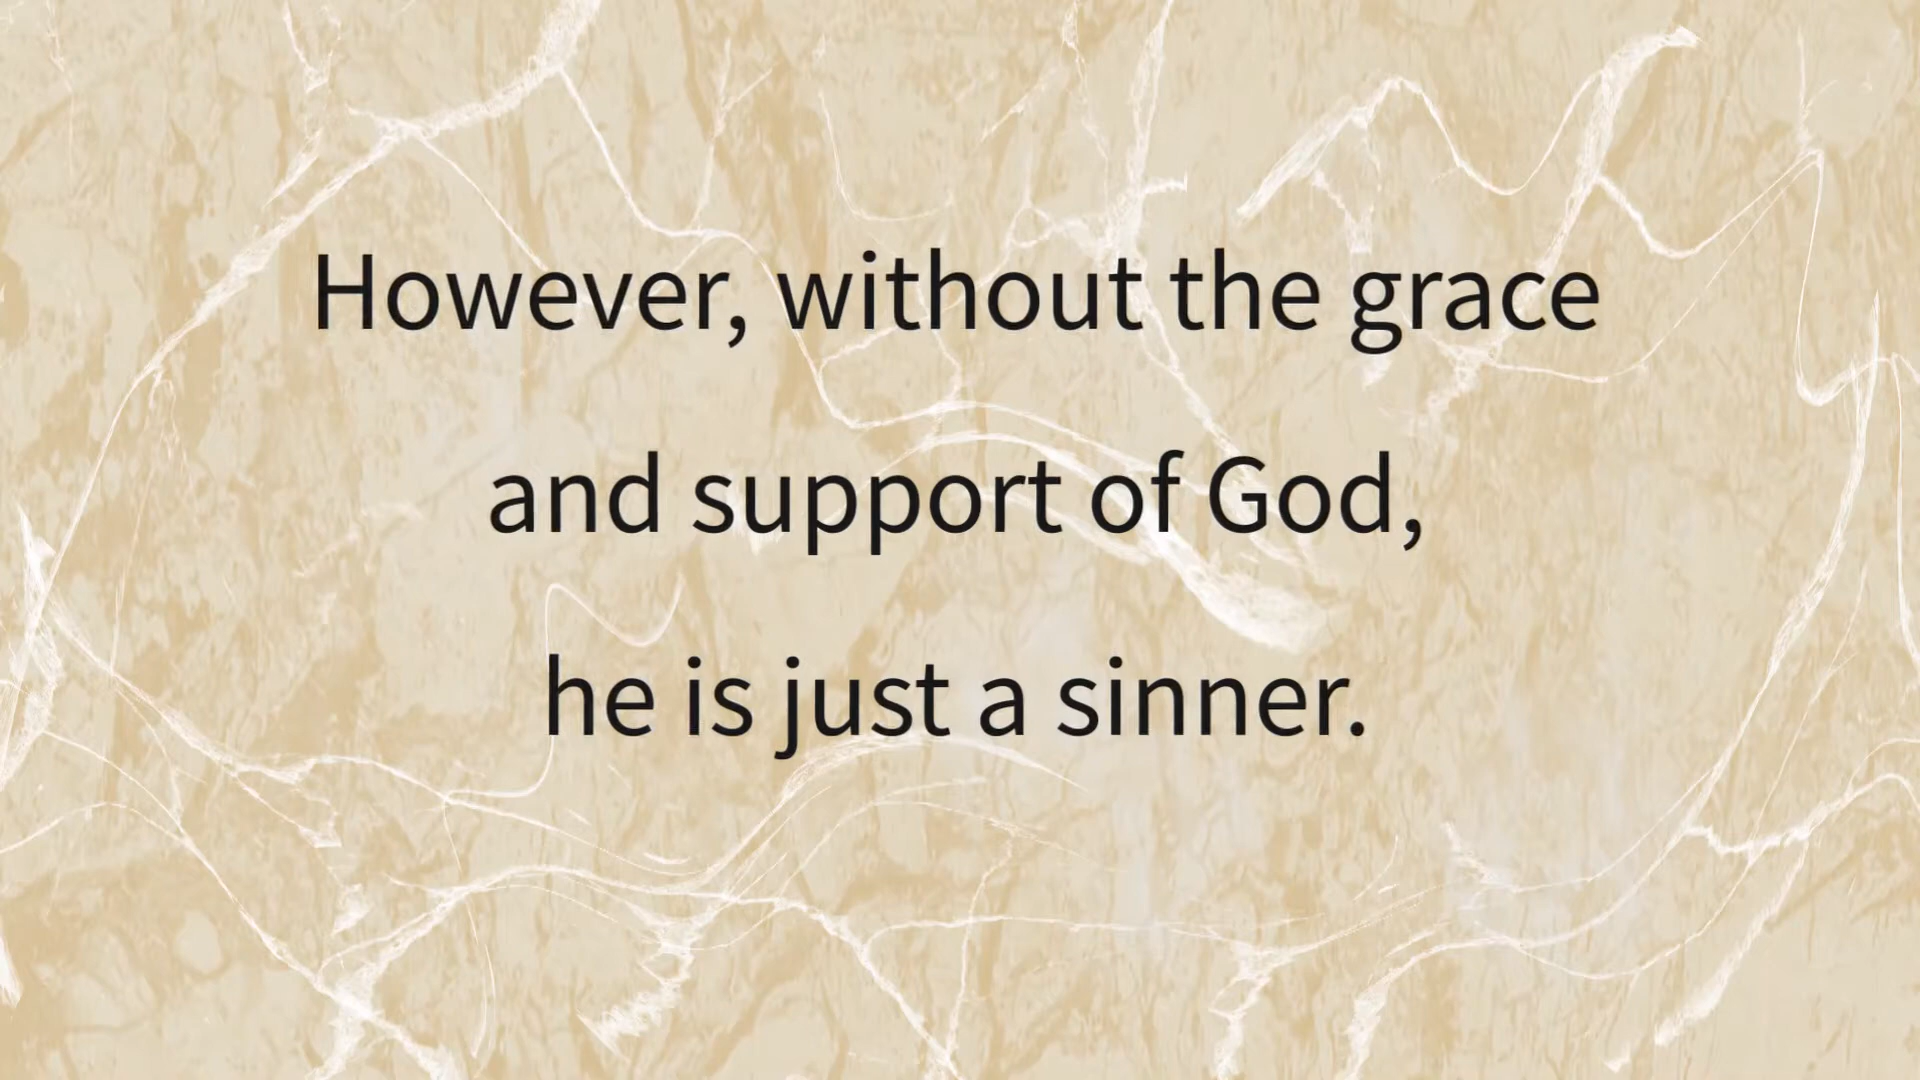 However, without the grace
and support of God,
he is just a sinner.